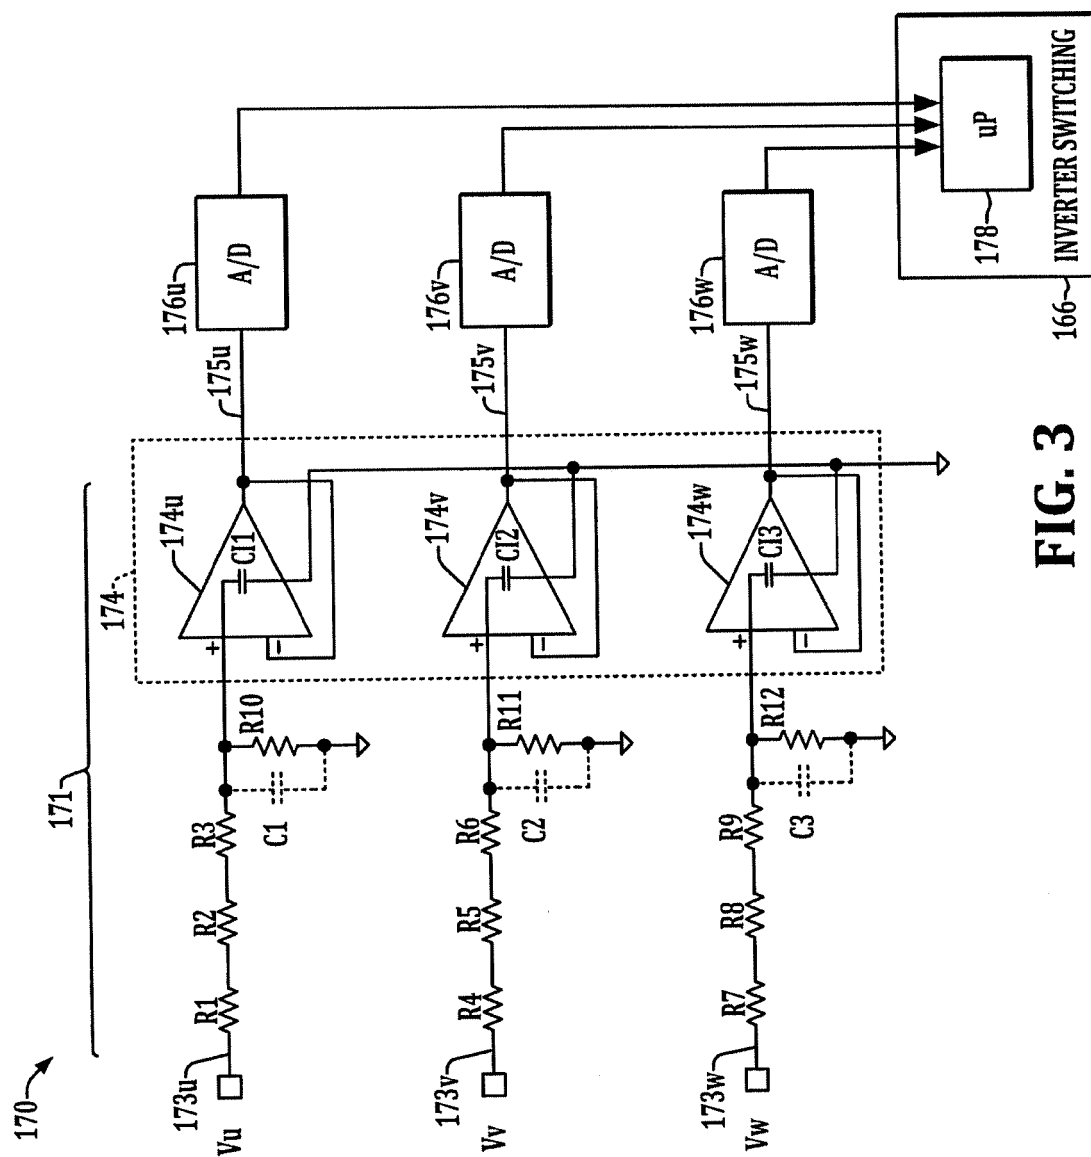 170
171
174
174u
CI1
+
−
175u
176u
A/D
Vu
173u
R1
R2
R3
C1
R10
174v
CI2
+
−
175v
176v
A/D
Vv
173v
R4
R5
R6
C2
R11
174w
CI3
+
−
175w
176w
A/D
Vw
173w
R7
R8
R9
C3
R12
uP
178
INVERTER SWITCHING
166
FIG. 3